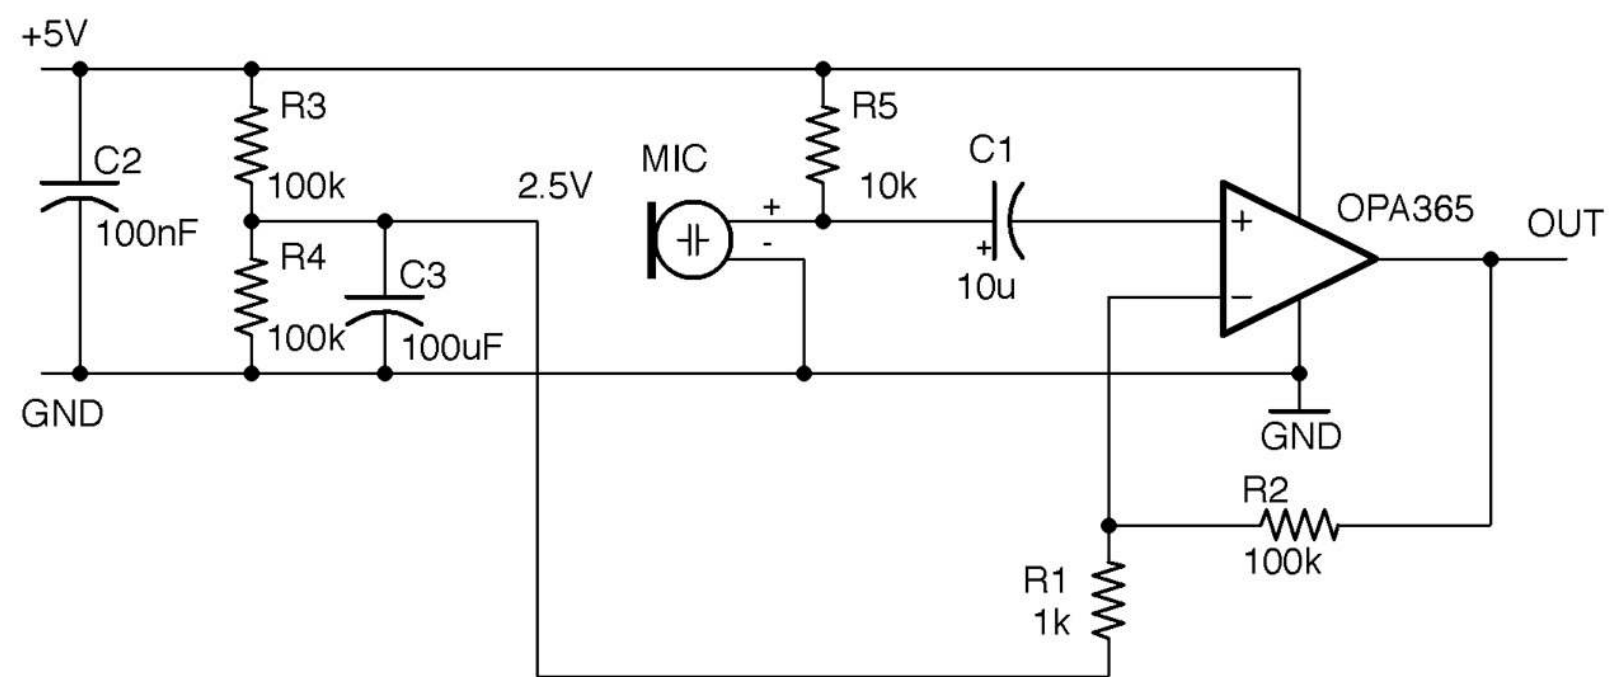 +5V
R3
R5
C1
MIC
C2
100k
2.5V
10k
+
+
OPA365
OUT
100nF
R4
-
+
C3
10u
−
100k
100uF
GND
GND
R2
100k
R1
1k